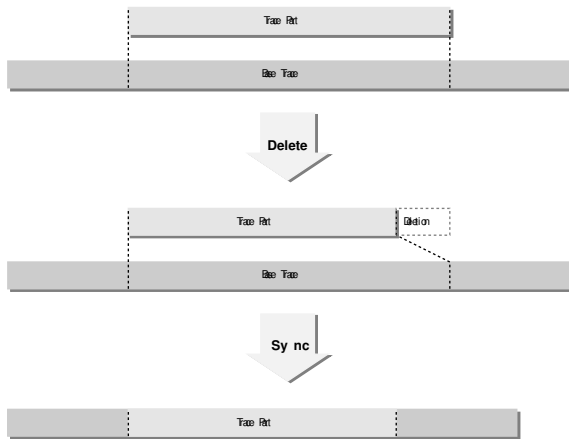 Trace Part
Base Trace
Delete
Trace Part
Deletion
Base Trace
Sync
Trace Part